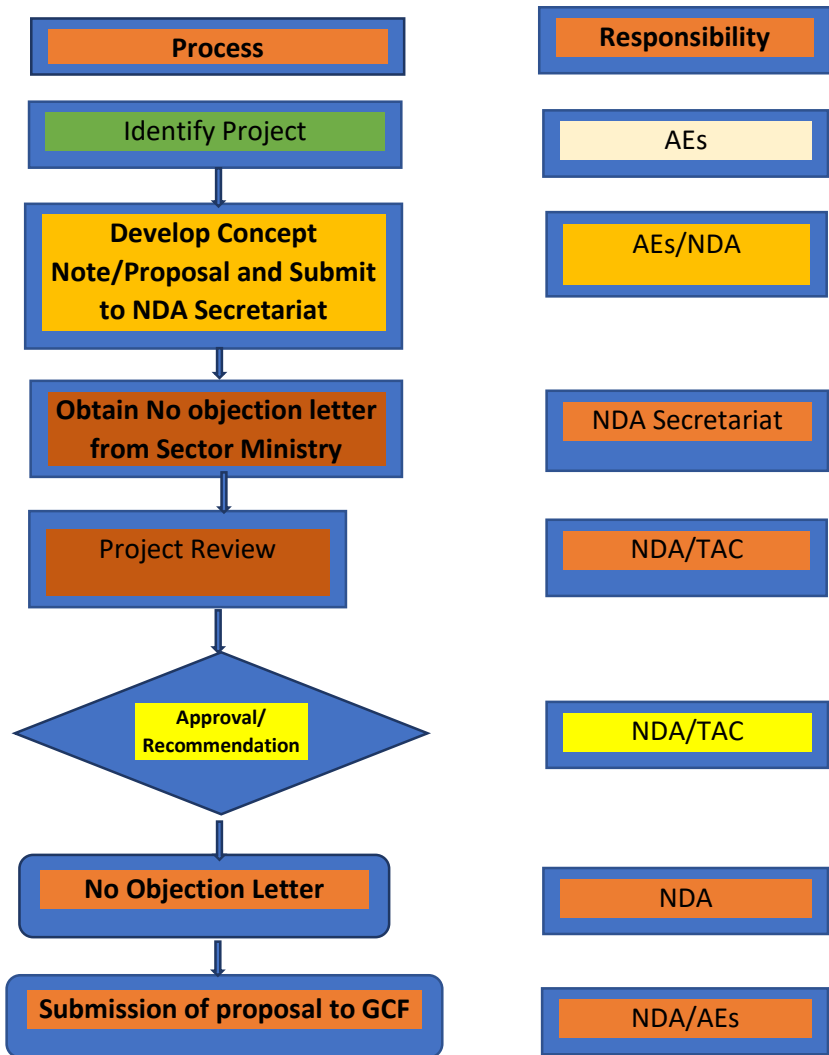 Process
Responsibility
Identify Project
AEs
Develop Concept
Note/Proposal and Submit
to NDA Secretariat
AEs/NDA
Obtain No objection letter
from Sector Ministry
NDA Secretariat
Project Review
NDA/TAC
Approval/
Recommendation
NDA/TAC
No Objection Letter
NDA
Submission of proposal to GCF
NDA/AEs